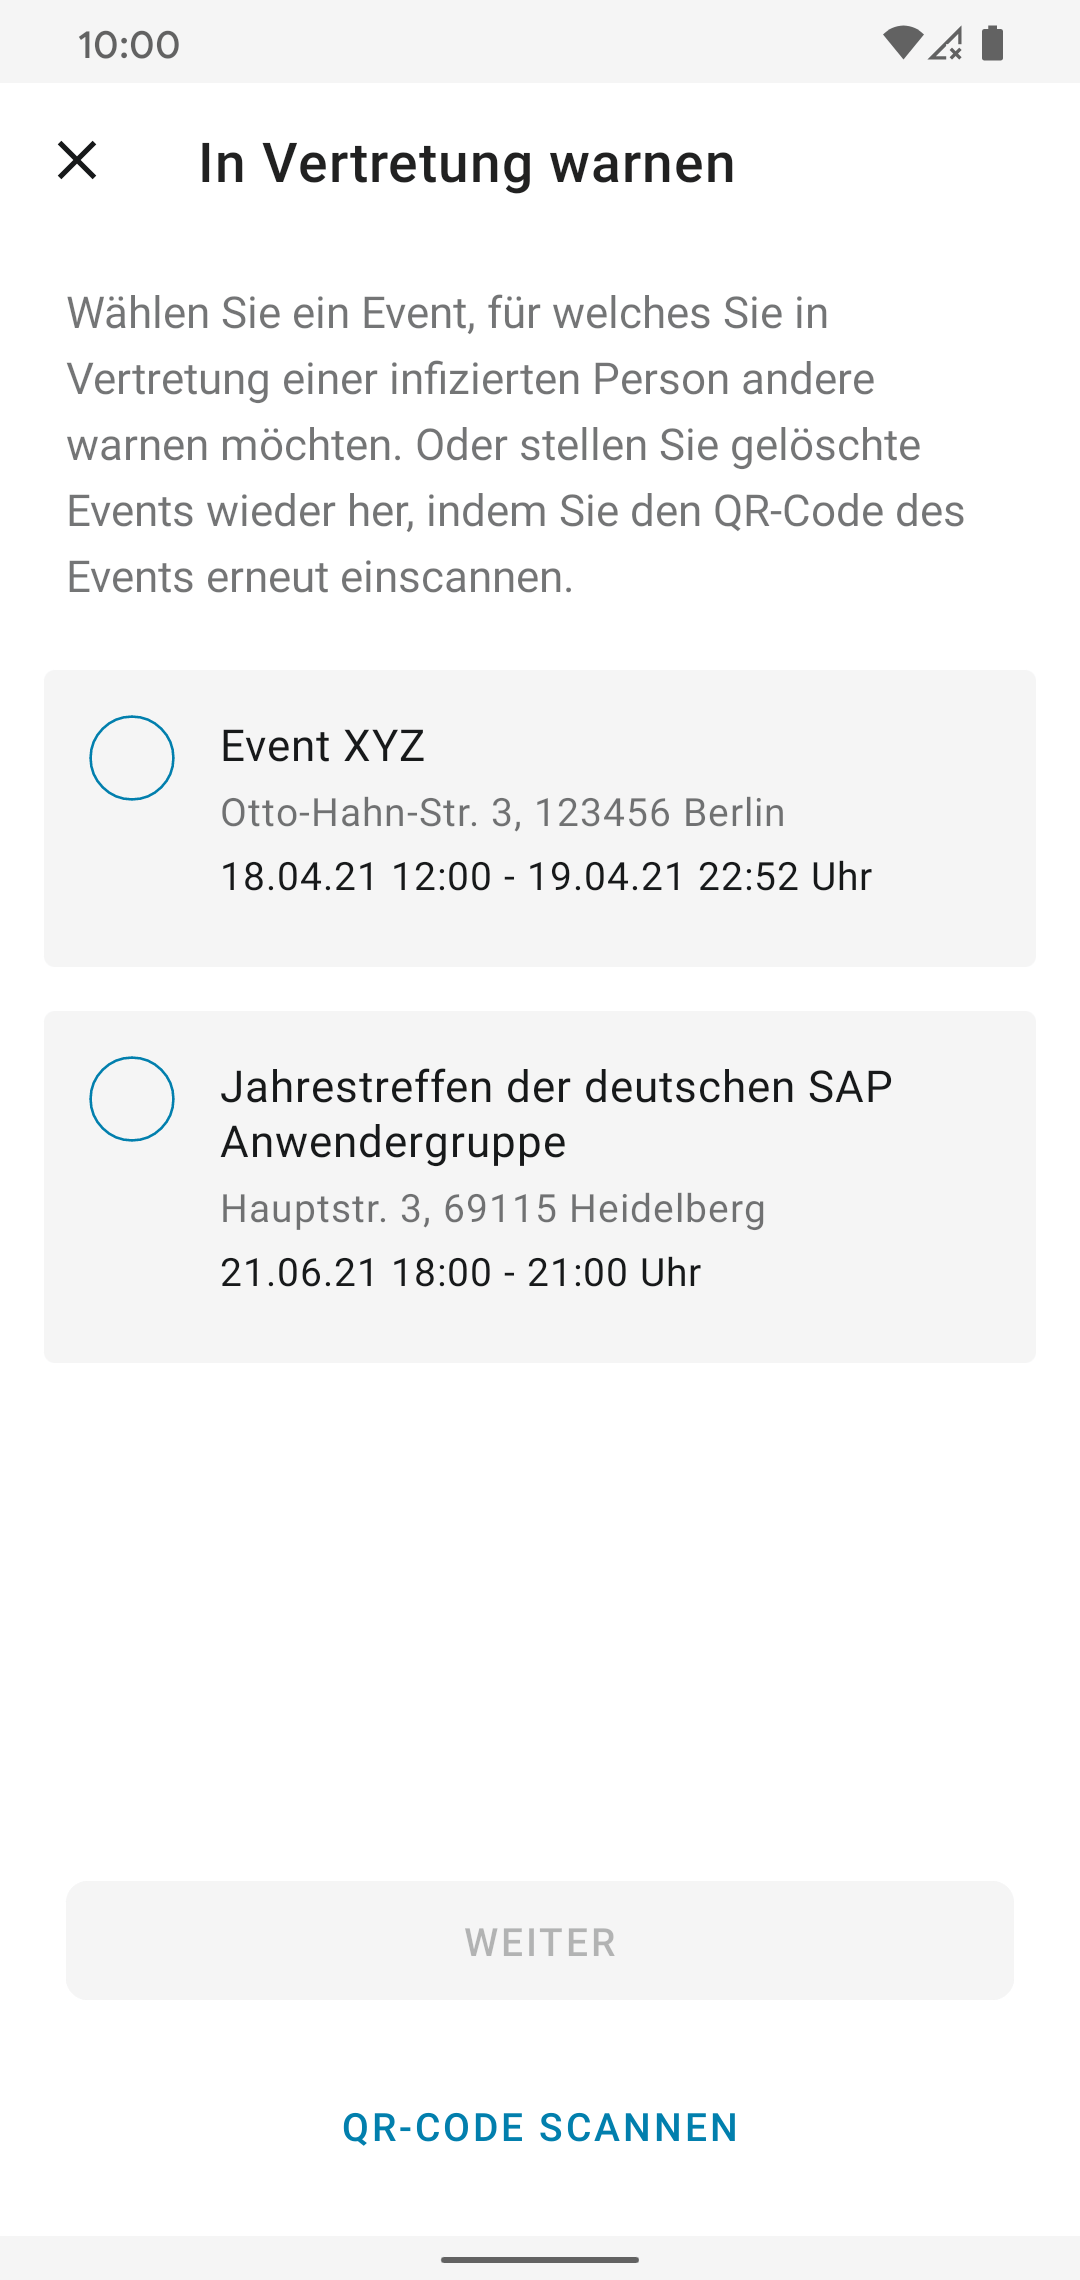 10:00
In Vertretung warnen
Wählen Sie ein Event, für welches Sie in
Vertretung einer infizierten Person andere
warnen möchten. Oder stellen Sie gelöschte
Events wieder her, indem Sie den QR-Code des
Events erneut einscannen.
Event XYZ
Otto-Hahn-Str. 3, 123456 Berlin
18.04.21 12:00 - 19.04.21 22:52 Uhr
Jahrestreffen der deutschen SAP
Anwendergruppe
Hauptstr. 3, 69115 Heidelberg
21.06.21 18:00 - 21:00 Uhr
WEITER
QR-CODE SCANNEN